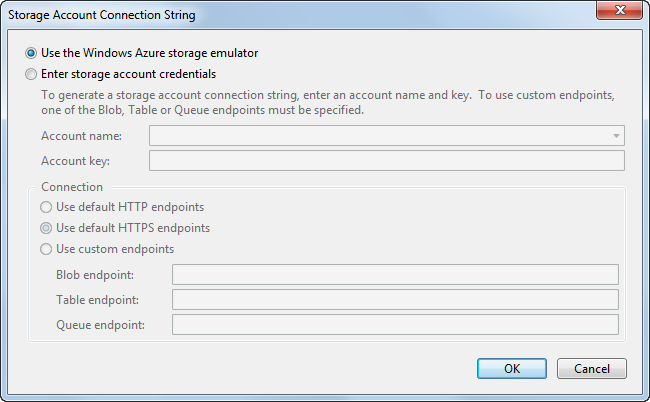 Storage Account Connection String
Use the Windows Azure storage emulator
Enter storage account credentials
To generate a storage account connection string, enter an account name and key.  To use custom endpoints,
one of the Blob, Table or Queue endpoints must be specified.
Account name:
Account key:
Connection
Use default HTTP endpoints
Use default HTTPS endpoints
Use custom endpoints
Blob endpoint:
Table endpoint:
Queue endpoint:
OK Cancel